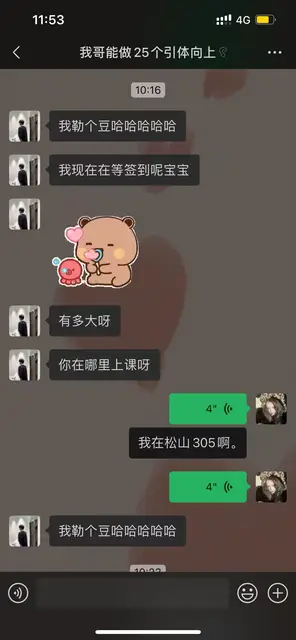 11:53
4G
我哥能做25个引体向上
10:16
我勒个豆哈哈哈哈哈
我现在在等签到呢宝宝
有多大呀
你在哪里上课呀
4"
我在松山305啊。
4"
我勒个豆哈哈哈哈哈